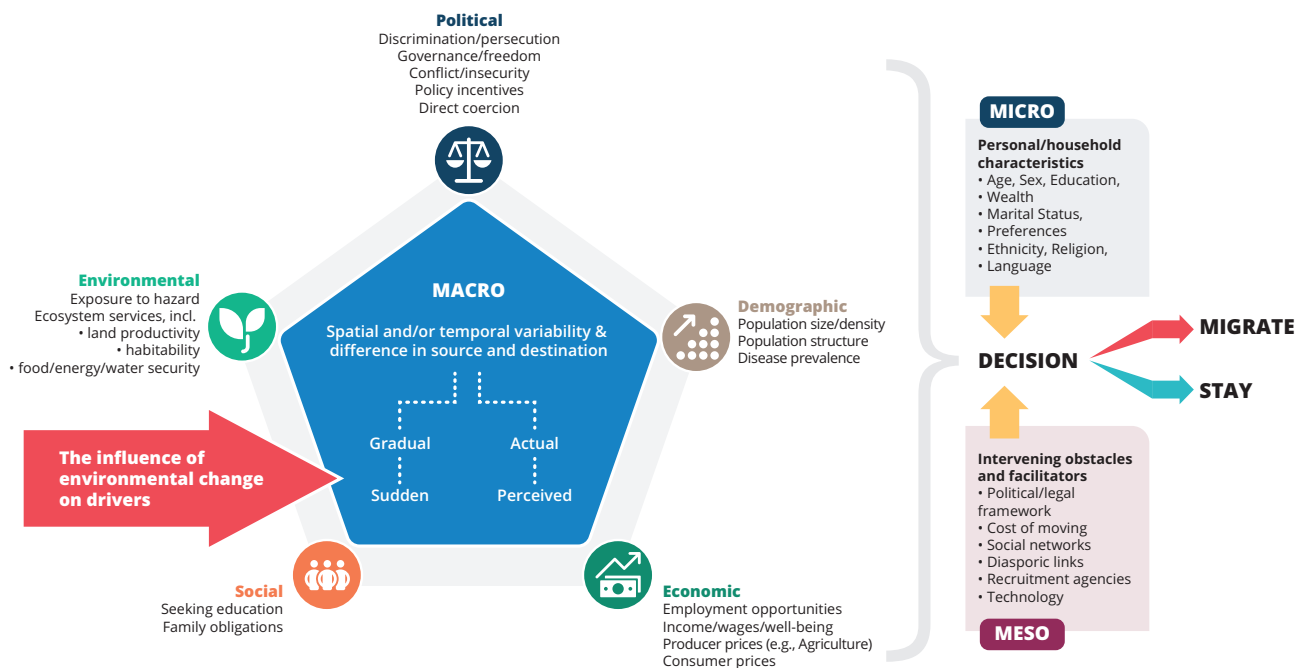 Political
Discrimination/persecution
Governance/freedom
Conflict/insecurity
Policy incentives
Direct coercion
Environmental
Exposure to hazard
Ecosystem services, incl.
• land productivity
• habitability
• food/energy/water security
MACRO
Spatial and/or temporal variability &
difference in source and destination
Gradual
Actual
Sudden
Perceived
Demographic
Population size/density
Population structure
Disease prevalence
The influence of
environmental change
on drivers
Social
Seeking education
Family obligations
Economic
Employment opportunities
Income/wages/well-being
Producer prices (e.g., Agriculture)
Consumer prices
MICRO
Personal/household
characteristics
• Age, Sex, Education,
• Wealth
• Marital Status,
• Preferences
• Ethnicity, Religion,
• Language
DECISION
MIGRATE
STAY
Intervening obstacles
and facilitators
• Political/legal
framework
• Cost of moving
• Social networks
• Diasporic links
• Recruitment agencies
• Technology
MESO